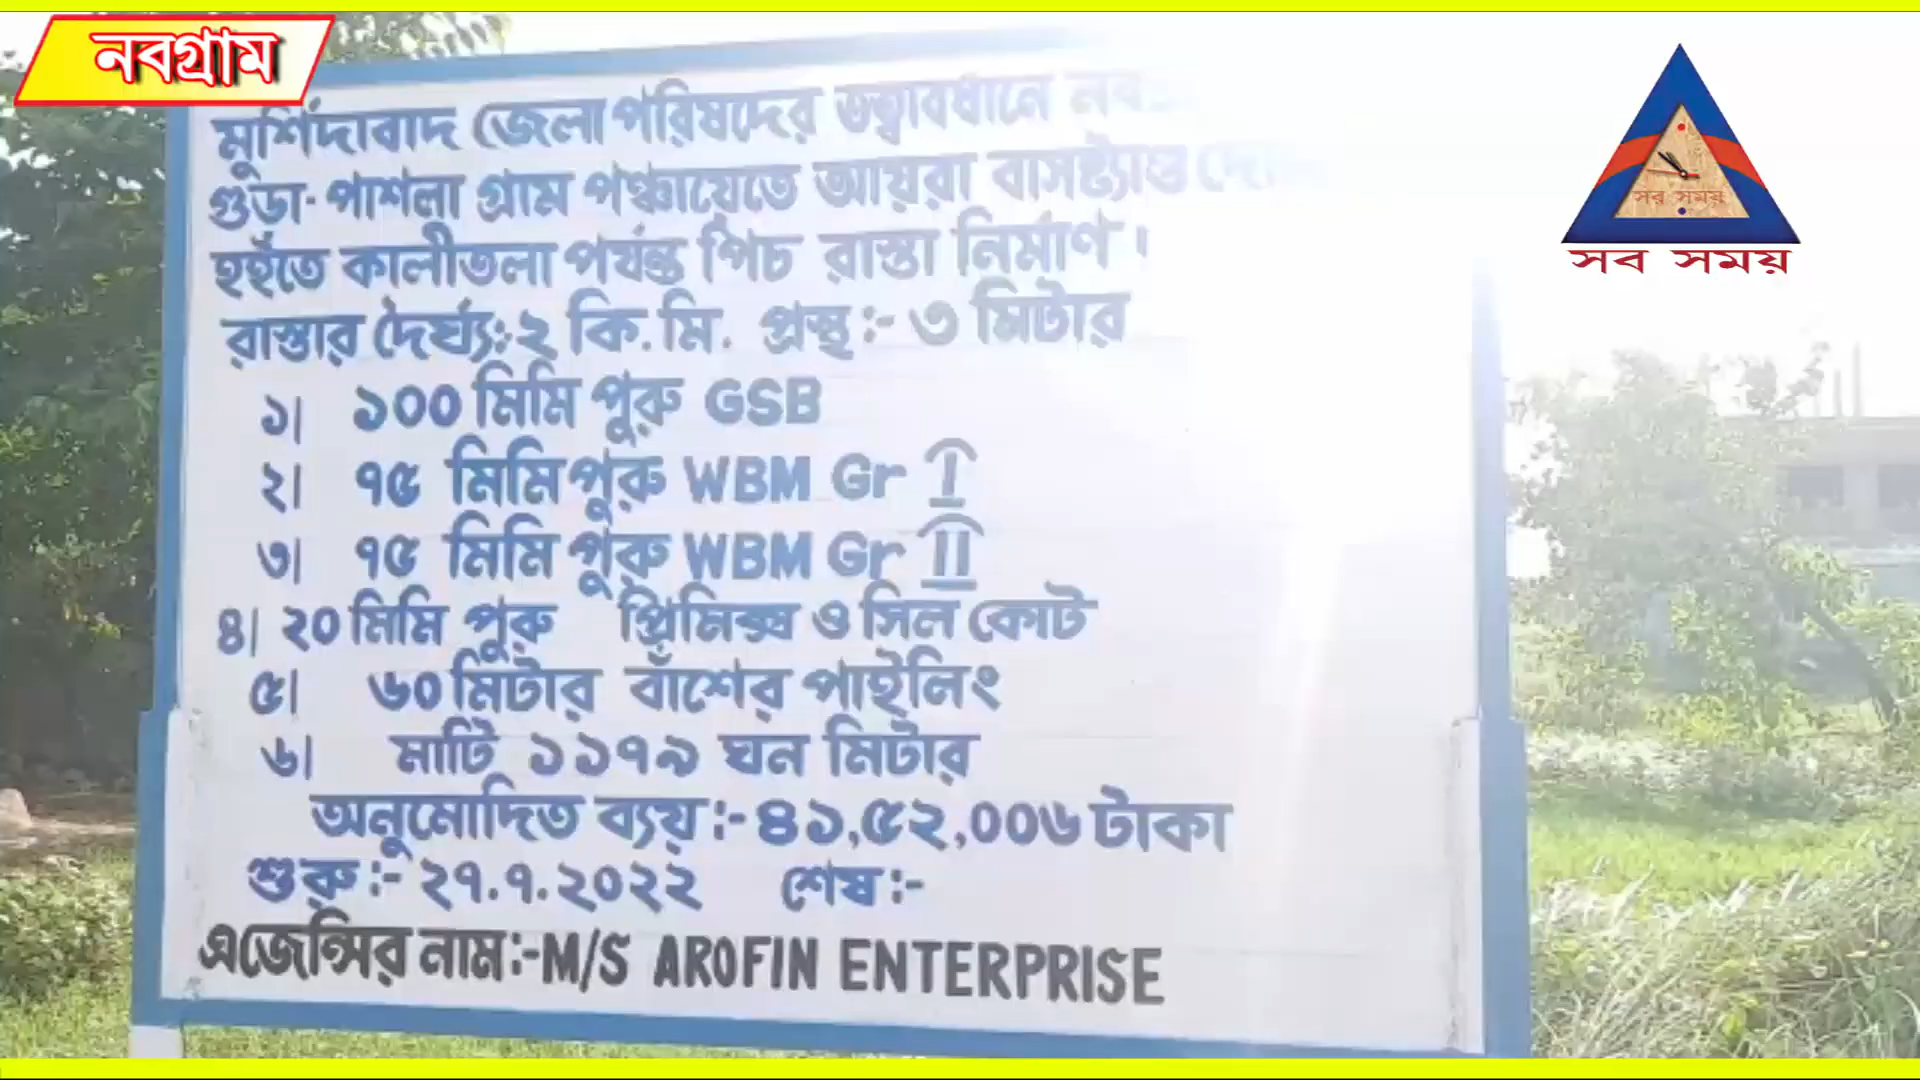 নবগ্রাম
মুর্শিদাবাদ জেলা পরিষদের তত্ত্বাবধানে
গুড়া-পাশলা গ্রাম পঞ্চায়েতে আয়রা বাসষ্ট্যাণ্ড
হইতে কালীতলা পর্যন্ত পিচ রাস্তা নির্মাণ।
রাস্তার দৈর্ঘ্য:২ কি.মি. প্রস্থ:- ৩ মিটার
১| ১০০ মিমি পুরু GSB
২| ৭৫ মিমি পুরু WBM Gr I
৩| ৭৫ মিমি পুরু WBM Gr II
৪| ২০ মিমি পুরু প্রিমিক্স ও সিল কোট
৫| ৬০ মিটার বাঁশের পাইলিং
৬| মাটি ১১৭৯ ঘন মিটার
অনুমোদিত ব্যয়:- ৪১,৫২,০০৬ টাকা
শুরু:- ২৭.৭.২০২২ শেষ:-
এজেন্সির নাম:-M/S AROFIN ENTERPRISE
সব সময়
সব সময়